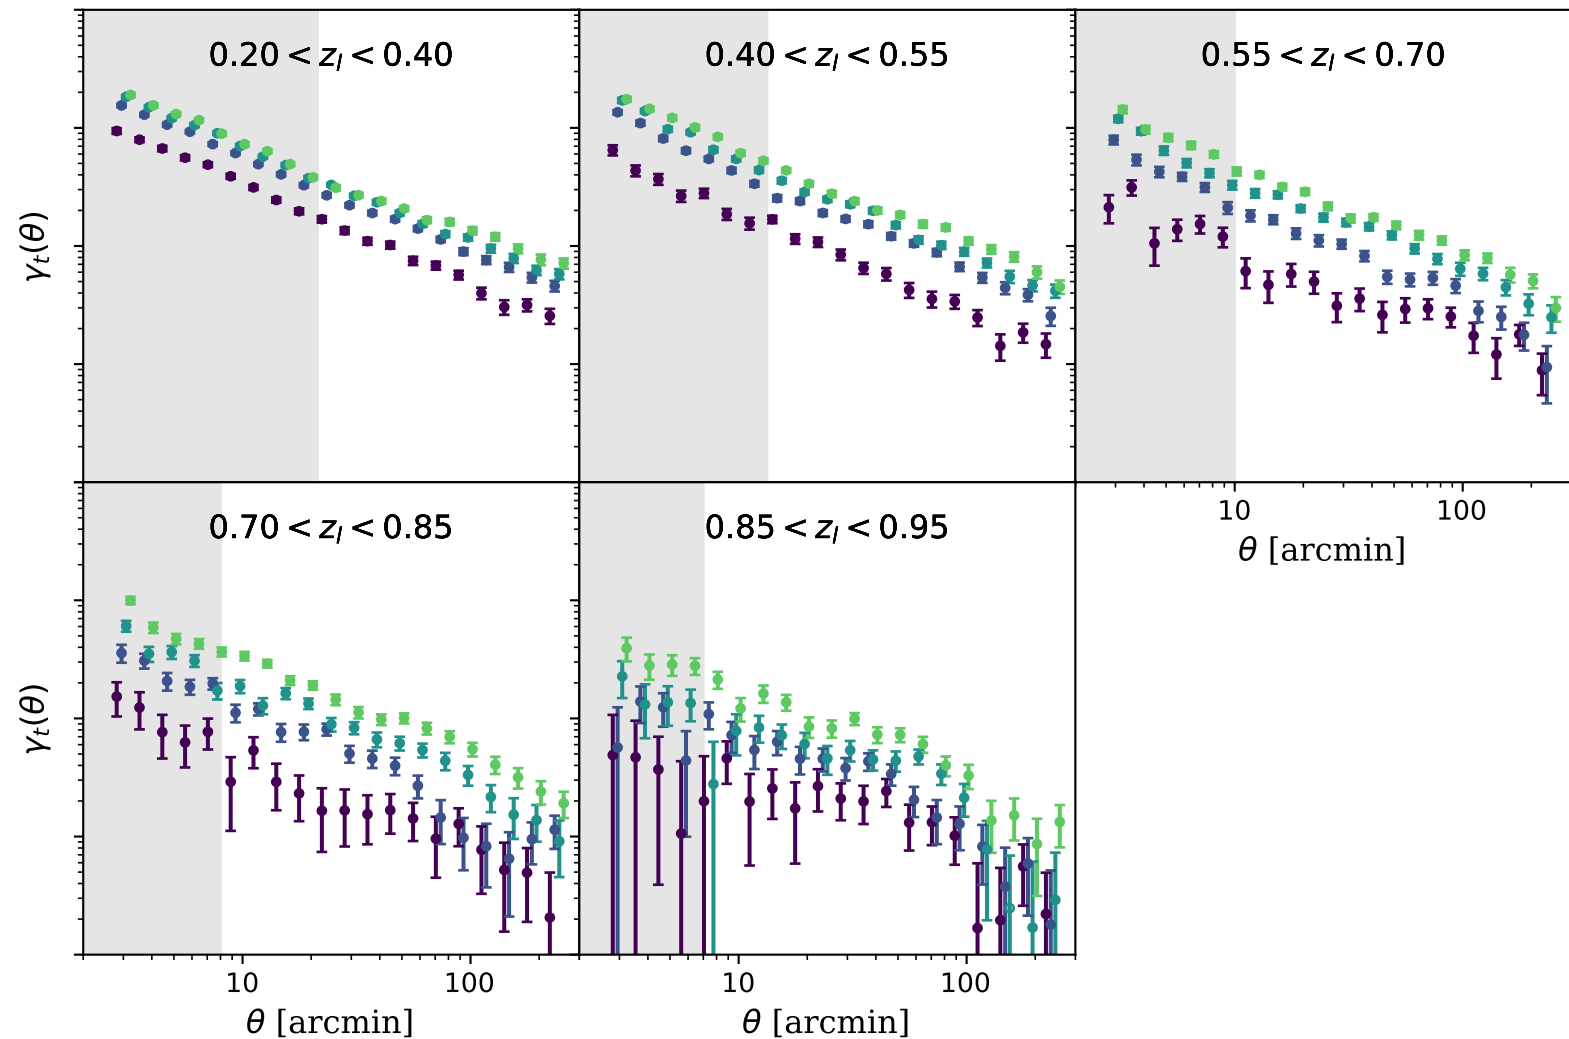 0.20 < z_l < 0.40
0.40 < z_l < 0.55
0.55 < z_l < 0.70
γ_t(θ)
10 100
θ [arcmin]
0.70 < z_l < 0.85
0.85 < z_l < 0.95
γ_t(θ)
10 100
10 100
θ [arcmin]
θ [arcmin]